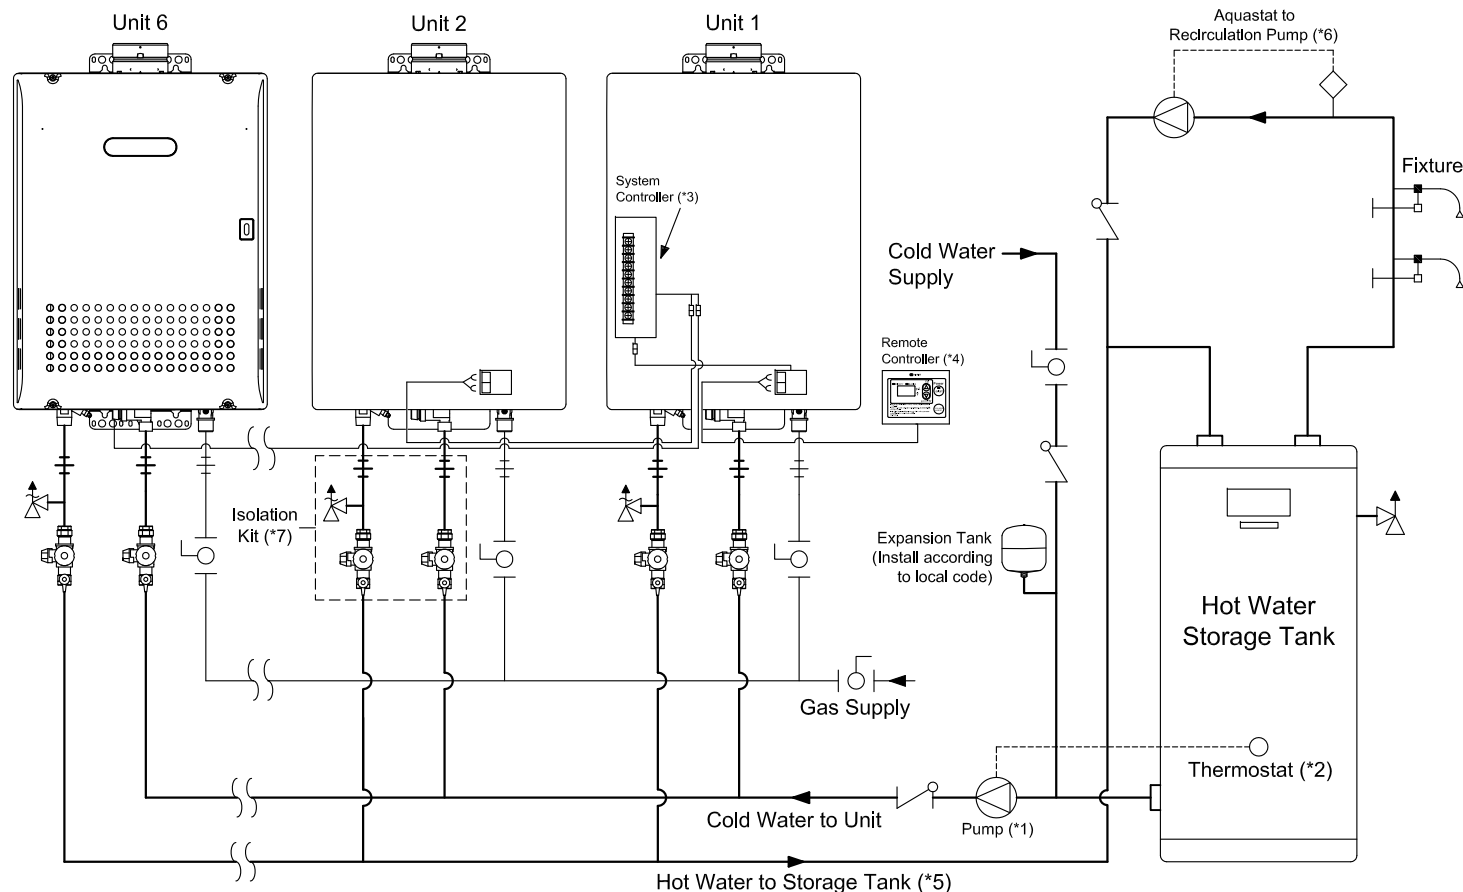 Unit 6
Unit 2
Unit 1
Aquastat to
Recirculation Pump (*6)
Fixture
System
Controller (*3)
Cold Water
Supply
Remote
Controller (*4)
Isolation
Kit (*7)
Expansion Tank
(Install according
to local code)
Hot Water
Storage Tank
Gas Supply
Thermostat (*2)
Cold Water to Unit
Pump (*1)
Hot Water to Storage Tank (*5)